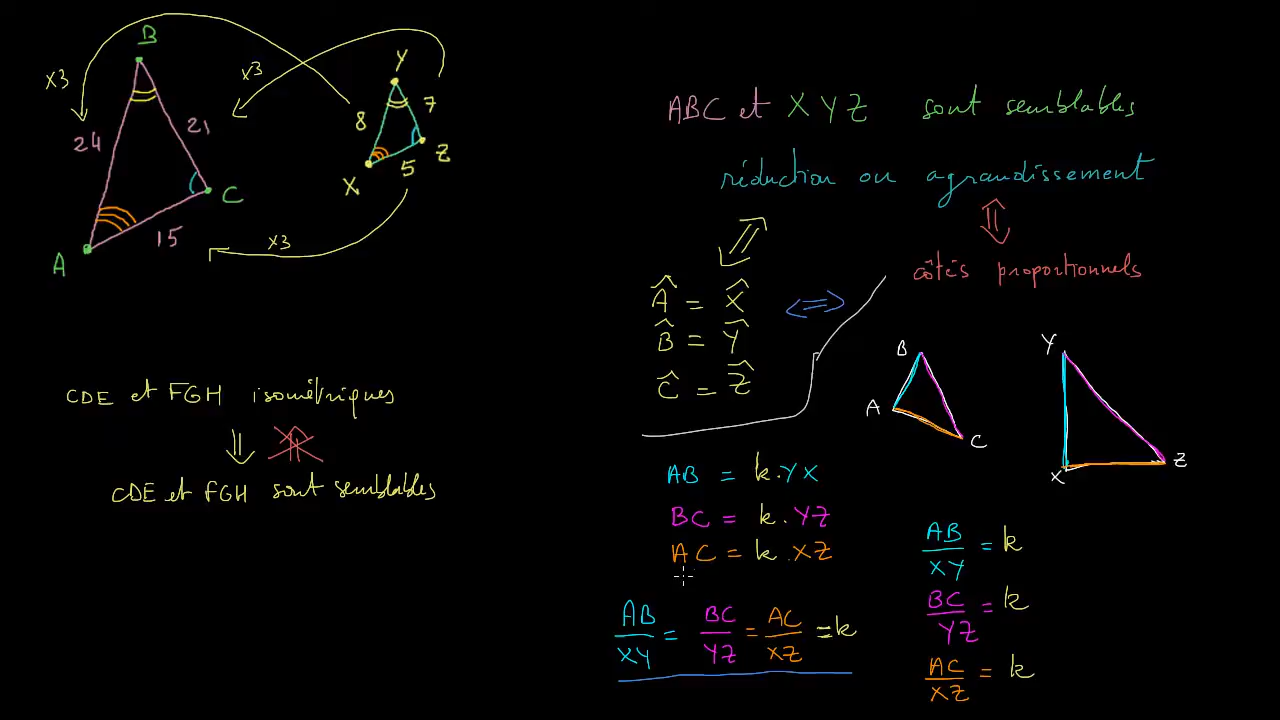 B
x3
x3
Y
7
8
24
21
Z
X
5
C
15
x3
A
ABC et XYZ sont semblables
réduction ou agrandissement
⇕
⇕
côtés proportionnels
Â = X̂
⇔
B̂ = Ŷ
Ĉ = Ẑ
CDE et FGH isométriques
⇓ ⇑
CDE et FGH sont semblables
B
A
C
Y
X
Z
AB = k.YX
BC = k.YZ
AC = k.XZ
AB/XY = BC/YZ = AC/XZ = k
AB/XY = k
BC/YZ = k
AC/XZ = k